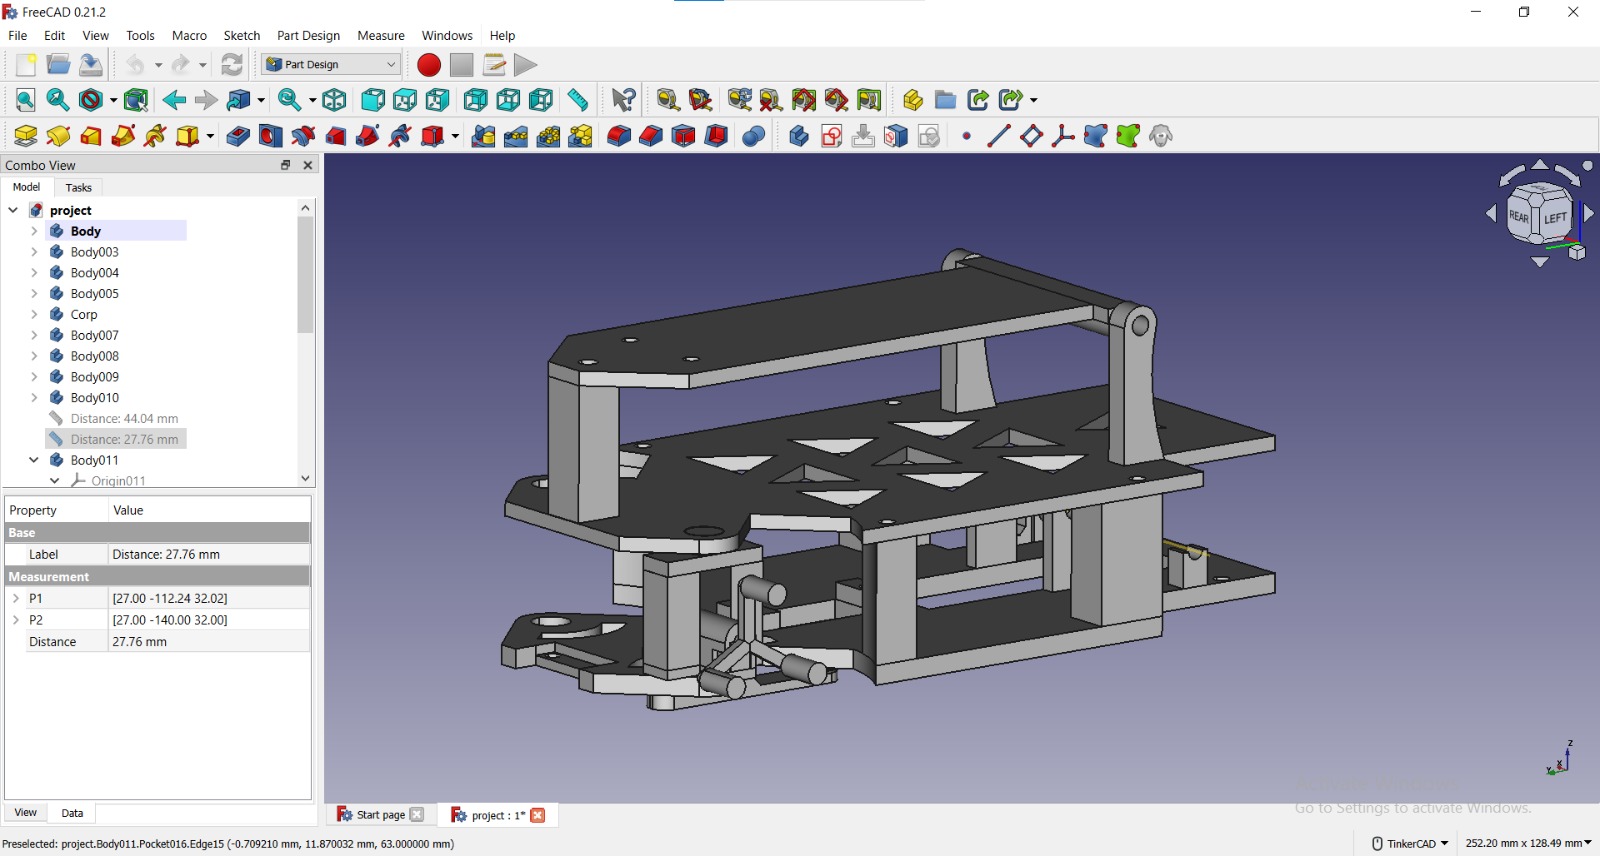 FreeCAD 0.21.2
File Edit View Tools Macro Sketch Part Design Measure Windows Help
Part Design
Combo View
Model Tasks
project
Body
Body003
Body004
Body005
Corp
Body007
Body008
Body009
Body010
Distance: 44.04 mm
Distance: 27.76 mm
Body011
Origin011
Property Value
Base
Label Distance: 27.76 mm
Measurement
P1 [27.00 -112.24 32.02]
P2 [27.00 -140.00 32.00]
Distance 27.76 mm
View Data
REAR LEFT
Z
Y X
Go to Settings to activate Windows.
Start page project : 1*
Preselected: project.Body011.Pocket016.Edge15 (-0.709210 mm, 11.870032 mm, 63.000000 mm)
TinkerCAD 252.20 mm x 128.49 mm